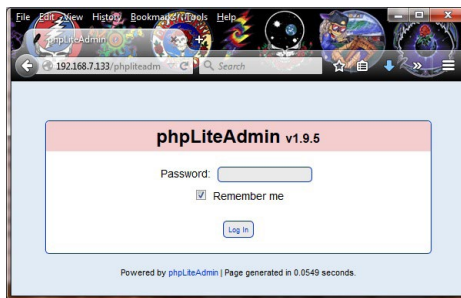 File Edit View History Bookmarks Tools Help
phpLiteAdmin
192.168.7.133/phpliteadm
Search
phpLiteAdmin v1.9.5
Password:
Remember me
Log In
Powered by phpLiteAdmin | Page generated in 0.0549 seconds.